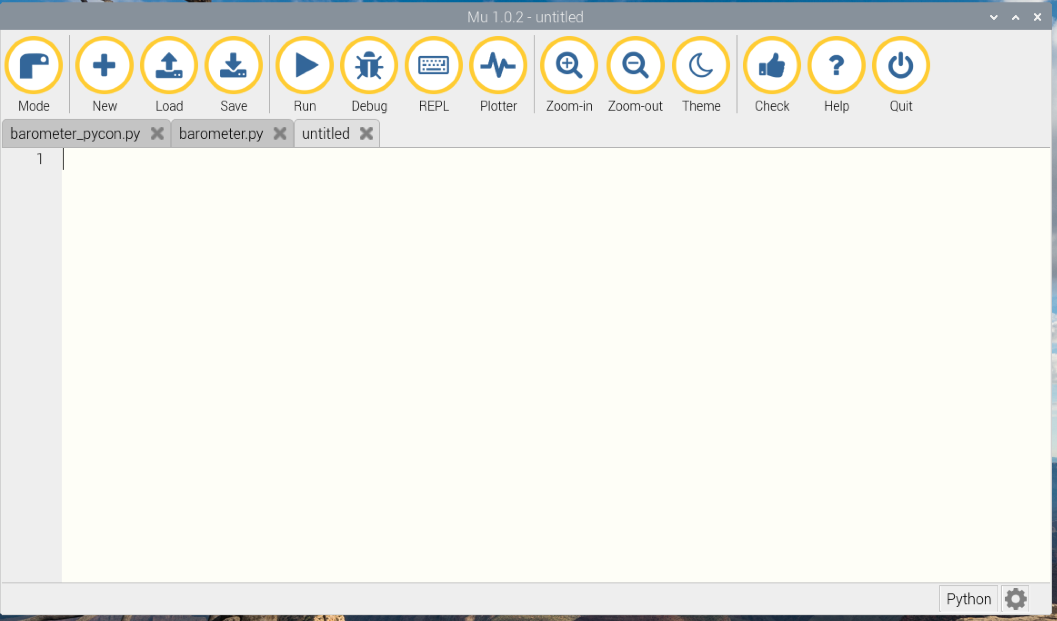 Mu 1.0.2 - untitled
Mode New Load Save Run Debug REPL Plotter Zoom-in Zoom-out Theme Check Help Quit
barometer_pycon.py barometer.py untitled
1
Python